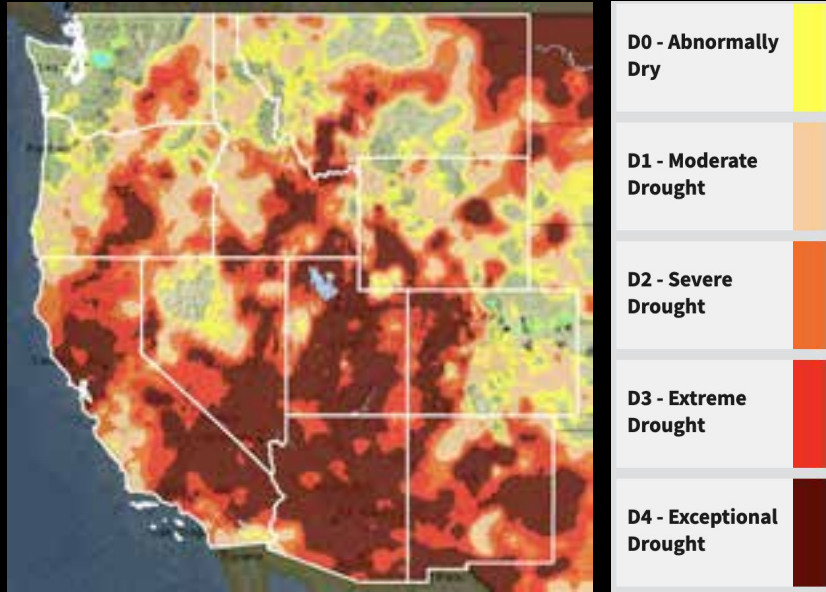 D0 - Abnormally
Dry
D1 - Moderate
Drought
D2 - Severe
Drought
D3 - Extreme
Drought
D4 - Exceptional
Drought